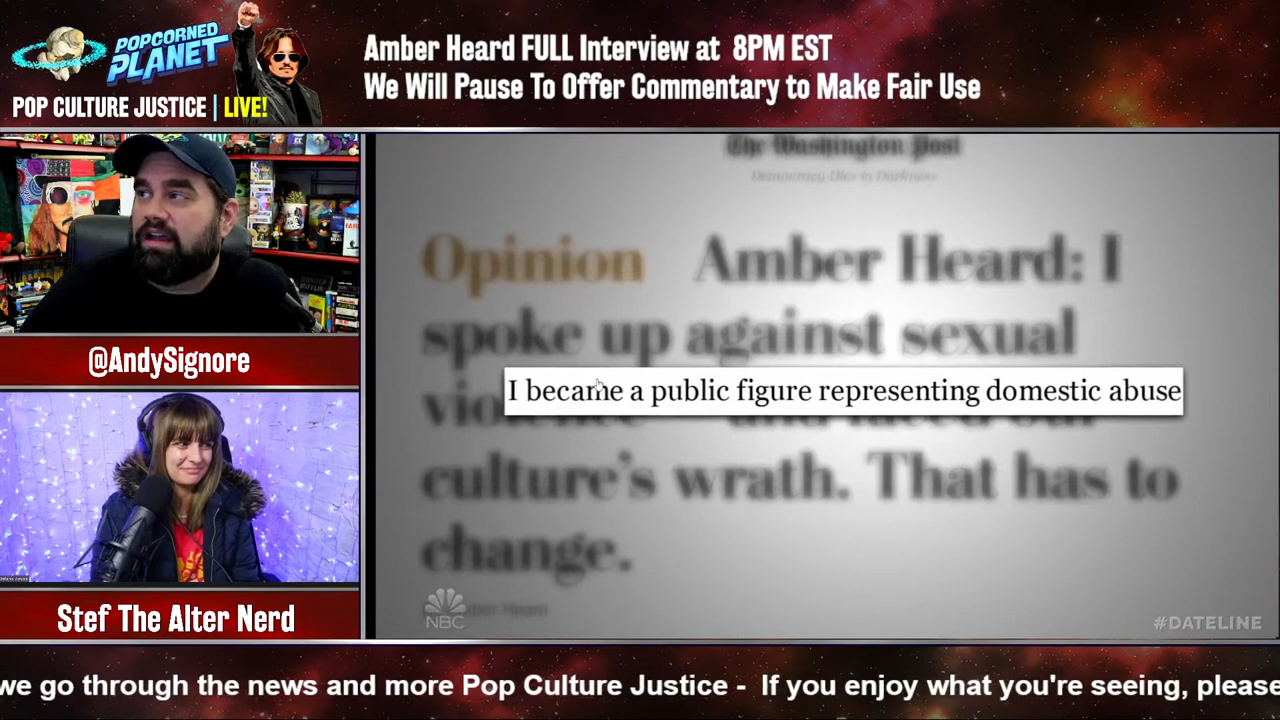 POPCORNED
PLANET
POP CULTURE JUSTICE | LIVE!
Amber Heard FULL Interview at 8PM EST
We Will Pause To Offer Commentary to Make Fair Use
@AndySignore
Stef The Alter Nerd
The Washington Post
Democracy Dies in Darkness
Opinion Amber Heard: I
spoke up against sexual
I became a public figure representing domestic abuse
culture's wrath. That has to
change.
NBC
#DATELINE
we go through the news and more Pop Culture Justice - If you enjoy what you're seeing, please